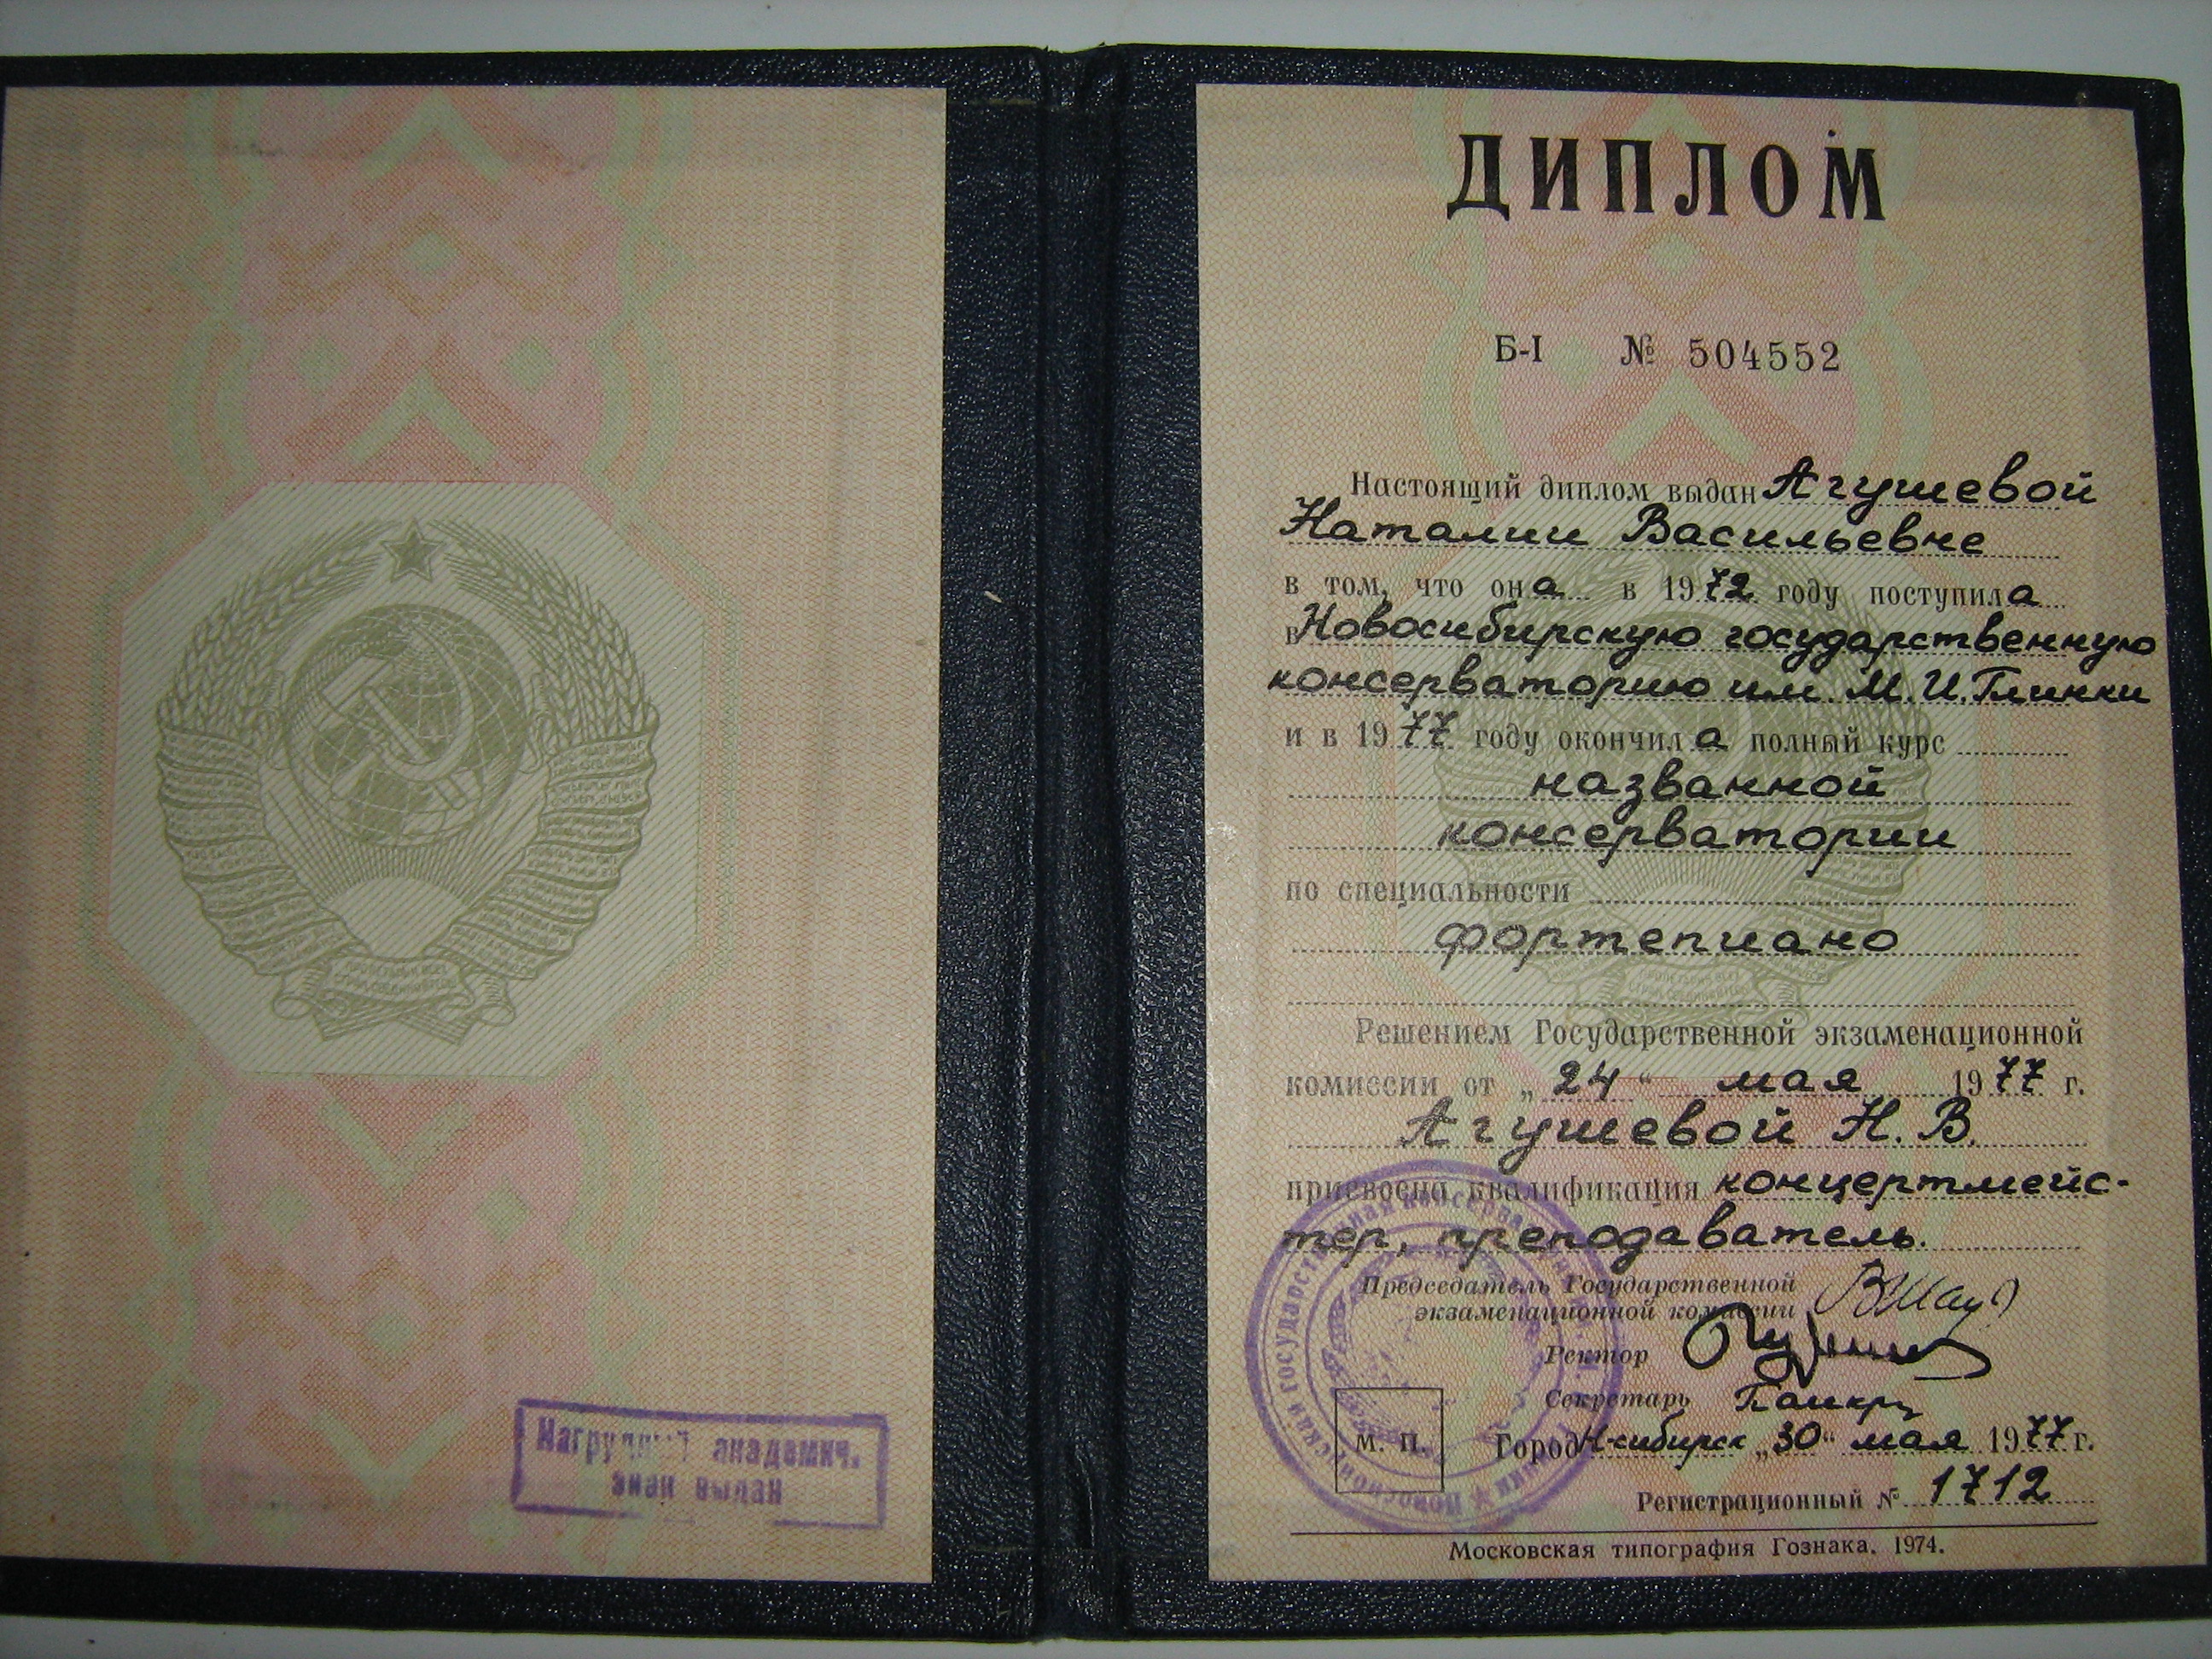 Нагрудный академич.
знак выдан
ДИПЛОМ
Б-I № 504552
Настоящий диплом выдан Агушевой
Наталии Васильевне
в том, что она в 1972 году поступила
в Новосибирскую государственную
консерваторию им. М.И.Глинки
и в 1977 году окончила полный курс
названной
консерватории
по специальности
фортепиано
Решением Государственной экзаменационной
комиссии от „24“ мая 1977 г.
Агушевой Н. В.
присвоена квалификация концертмейс-
тер, преподаватель.
Председатель Государственной
экзаменационной комиссии
Ректор
Секретарь
М. П.
Город Н-сибирск „30“ мая 1977 г.
Регистрационный № 1712
Московская типография Гознака. 1974.